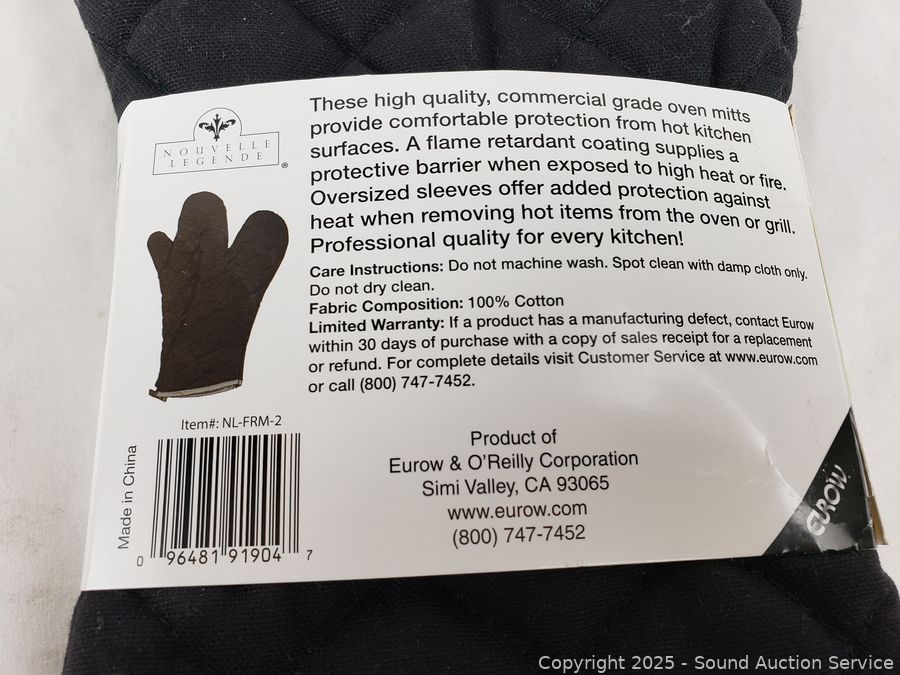 NOUVELLE
LEGENDE
®
These high quality, commercial grade oven mitts
provide comfortable protection from hot kitchen
surfaces. A flame retardant coating supplies a
protective barrier when exposed to high heat or fire.
Oversized sleeves offer added protection against
heat when removing hot items from the oven or grill.
Professional quality for every kitchen!
Care Instructions: Do not machine wash. Spot clean with damp cloth only.
Do not dry clean.
Fabric Composition: 100% Cotton
Limited Warranty: If a product has a manufacturing defect, contact Eurow
within 30 days of purchase with a copy of sales receipt for a replacement
or refund. For complete details visit Customer Service at www.eurow.com
or call (800) 747-7452.
Item#: NL-FRM-2
Made in China
0 96481 91904 7
Product of
Eurow & O'Reilly Corporation
Simi Valley, CA 93065
www.eurow.com
(800) 747-7452
EUROW
Copyright 2025 - Sound Auction Service